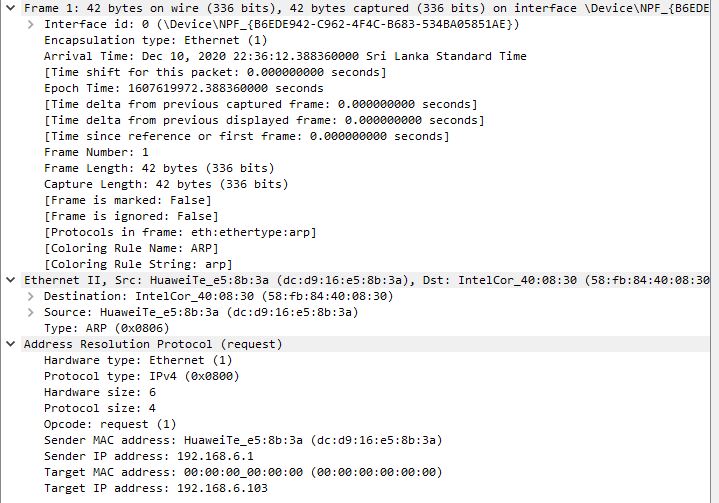 Frame 1: 42 bytes on wire (336 bits), 42 bytes captured (336 bits) on interface \Device\NPF_{B6EDE
Interface id: 0 (\Device\NPF_{B6EDE942-C962-4F4C-B683-534BA05851AE})
Encapsulation type: Ethernet (1)
Arrival Time: Dec 10, 2020 22:36:12.388360000 Sri Lanka Standard Time
[Time shift for this packet: 0.000000000 seconds]
Epoch Time: 1607619972.388360000 seconds
[Time delta from previous captured frame: 0.000000000 seconds]
[Time delta from previous displayed frame: 0.000000000 seconds]
[Time since reference or first frame: 0.000000000 seconds]
Frame Number: 1
Frame Length: 42 bytes (336 bits)
Capture Length: 42 bytes (336 bits)
[Frame is marked: False]
[Frame is ignored: False]
[Protocols in frame: eth:ethertype:arp]
[Coloring Rule Name: ARP]
[Coloring Rule String: arp]
Ethernet II, Src: HuaweiTe_e5:8b:3a (dc:d9:16:e5:8b:3a), Dst: IntelCor_40:08:30 (58:fb:84:40:08:30
Destination: IntelCor_40:08:30 (58:fb:84:40:08:30)
Source: HuaweiTe_e5:8b:3a (dc:d9:16:e5:8b:3a)
Type: ARP (0x0806)
Address Resolution Protocol (request)
Hardware type: Ethernet (1)
Protocol type: IPv4 (0x0800)
Hardware size: 6
Protocol size: 4
Opcode: request (1)
Sender MAC address: HuaweiTe_e5:8b:3a (dc:d9:16:e5:8b:3a)
Sender IP address: 192.168.6.1
Target MAC address: 00:00:00_00:00:00 (00:00:00:00:00:00)
Target IP address: 192.168.6.103